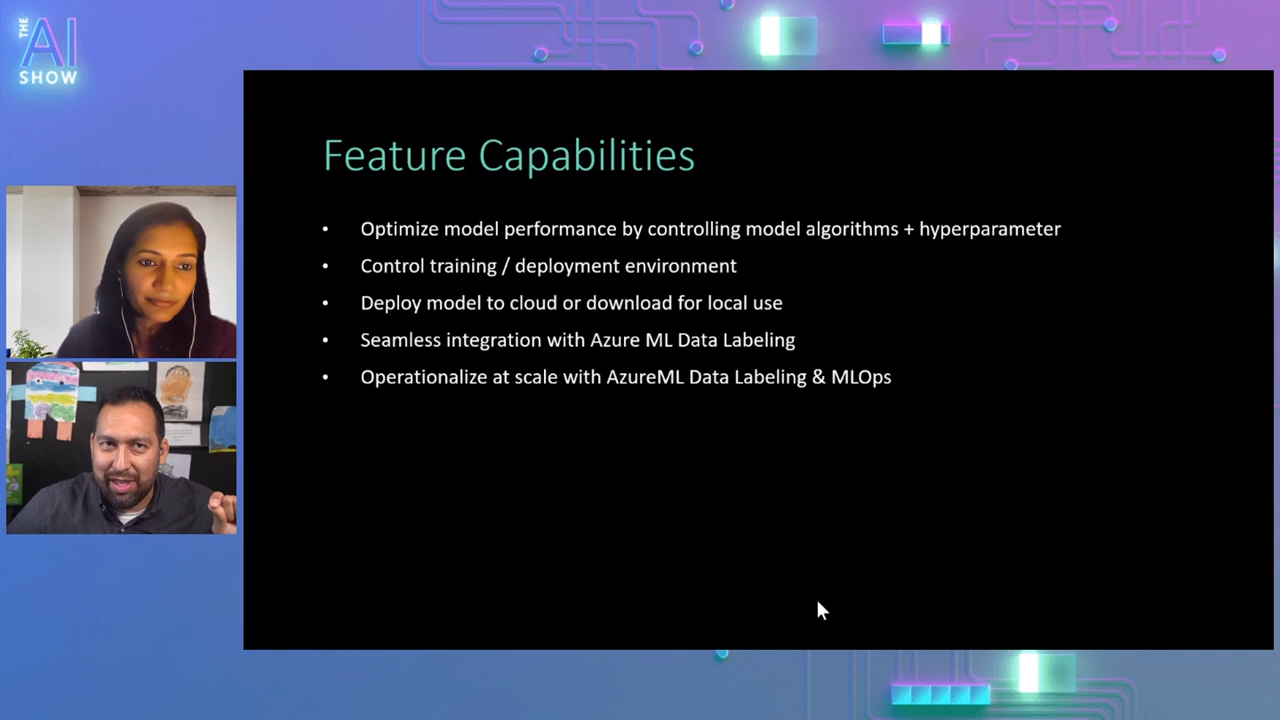 THE
AI
SHOW
Feature Capabilities
• Optimize model performance by controlling model algorithms + hyperparameter
• Control training / deployment environment
• Deploy model to cloud or download for local use
• Seamless integration with Azure ML Data Labeling
• Operationalize at scale with AzureML Data Labeling & MLOps